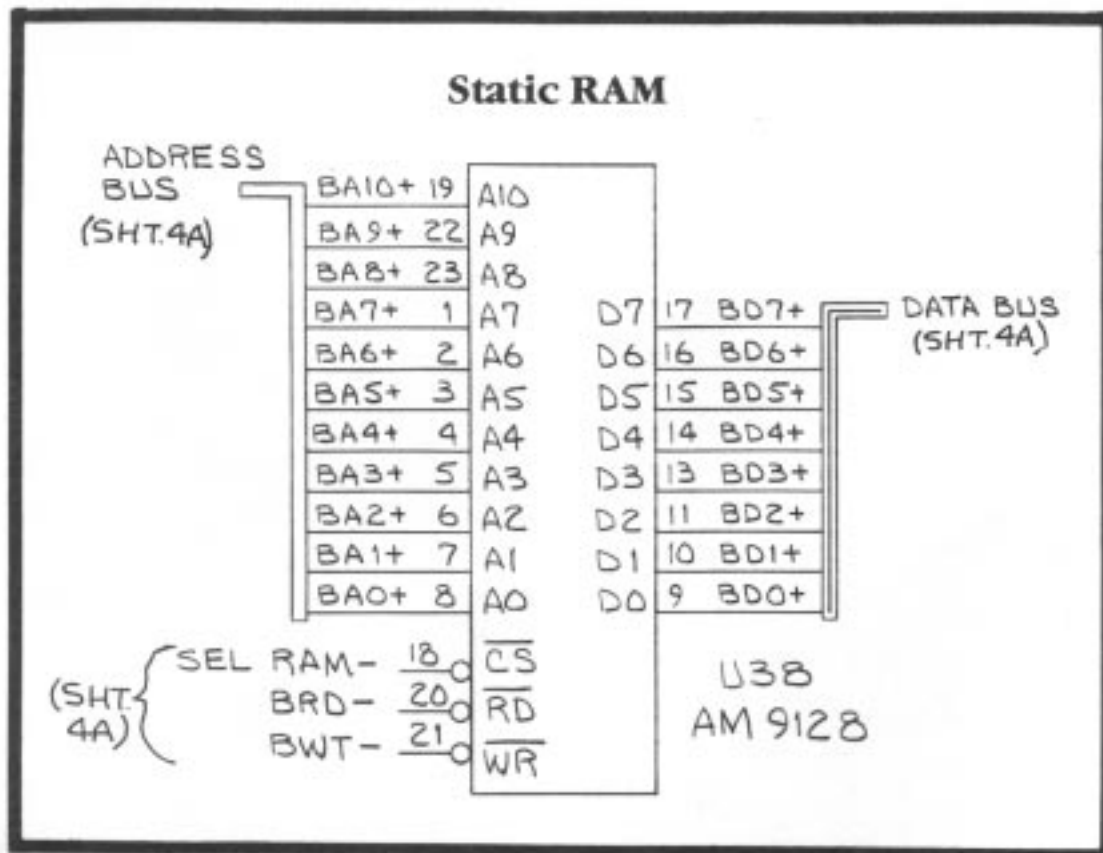 Static RAM
ADDRESS
BUS
(SHT.4A)
BA10+ 19 A10
BA9+ 22 A9
BA8+ 23 A8
BA7+ 1 A7 D7 17 BD7+ DATA BUS
(SHT.4A)
BA6+ 2 A6 D6 16 BD6+
BA5+ 3 A5 D5 15 BD5+
BA4+ 4 A4 D4 14 BD4+
BA3+ 5 A3 D3 13 BD3+
BA2+ 6 A2 D2 11 BD2+
BA1+ 7 A1 D1 10 BD1+
BA0+ 8 A0 D0 9 BD0+
(SHT.
4A)
SEL RAM- 18 C̅S̅
BRD- 20 R̅D̅
BWT- 21 W̅R̅
U38
AM 9128